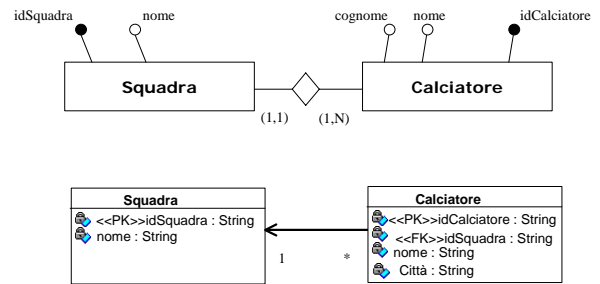 idSquadra nome cognome nome idCalciatore
Squadra Calciatore
(1,1) (1,N)
Squadra
<<PK>>idSquadra : String
nome : String
1 *
Calciatore
<<PK>>idCalciatore : String
<<FK>>idSquadra : String
nome : String
Città : String